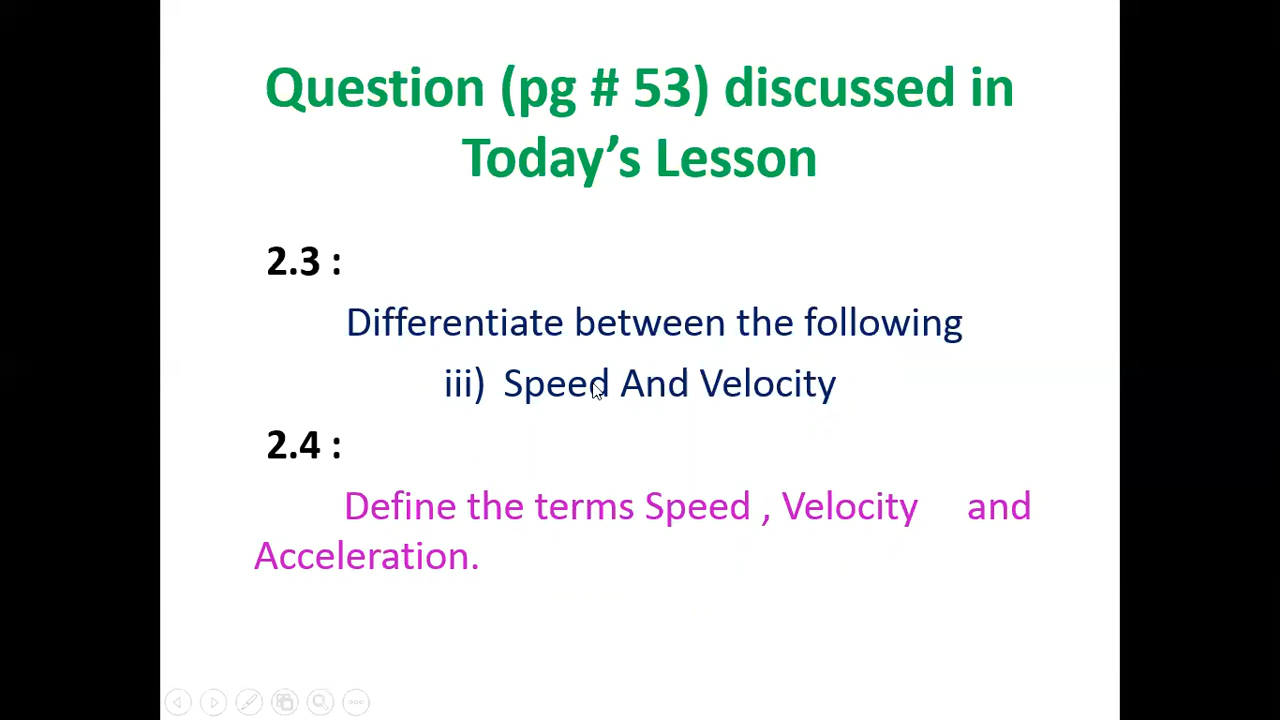 Question (pg # 53) discussed in
Today’s Lesson
2.3 :
Differentiate between the following
iii) Speed And Velocity
2.4 :
Define the terms Speed , Velocity and
Acceleration.